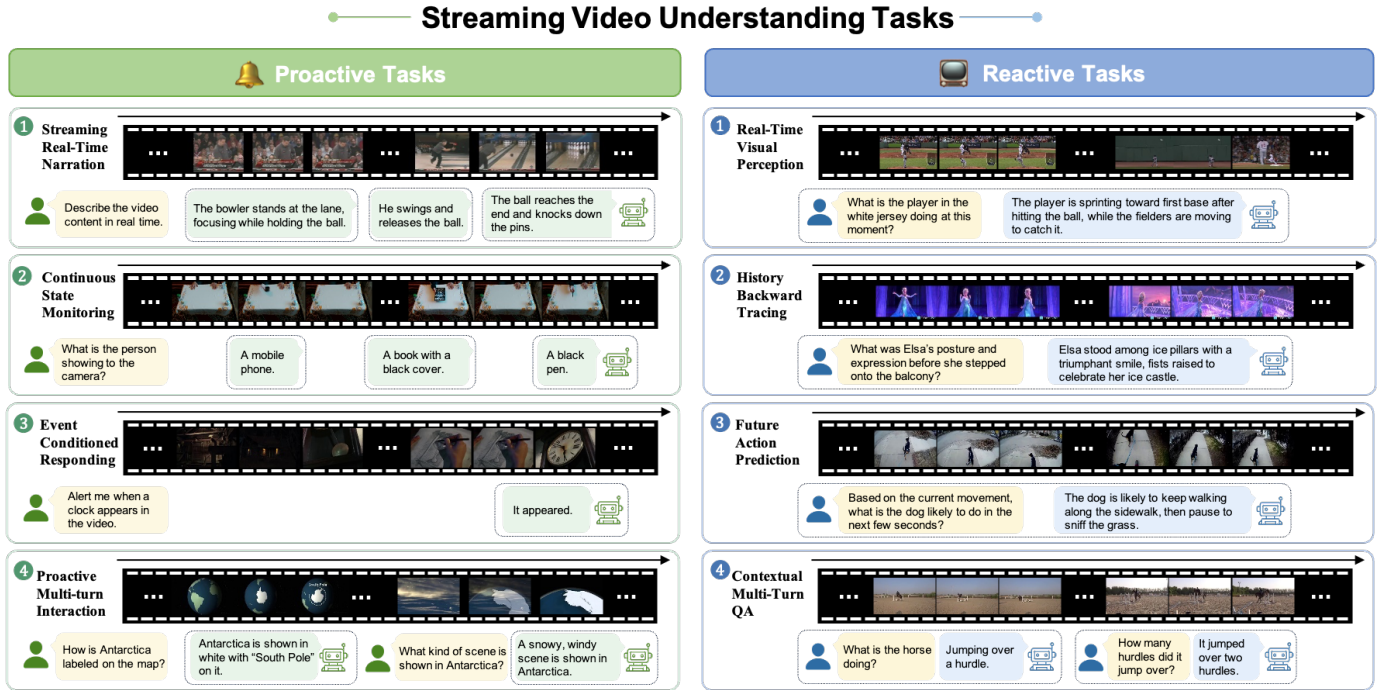 Streaming Video Understanding Tasks
Proactive Tasks
1
Streaming
Real-Time
Narration
Describe the video
content in real time.
The bowler stands at the lane,
focusing while holding the ball.
He swings and
releases the ball.
The ball reaches the
end and knocks down
the pins.
2
Continuous
State
Monitoring
What is the person
showing to the
camera?
A mobile
phone.
A book with a
black cover.
A black
pen.
3
Event
Conditioned
Responding
Alert me when a
clock appears in
the video.
It appeared.
4
Proactive
Multi-turn
Interaction
South Pole
How is Antarctica
labeled on the map?
Antarctica is shown in
white with “South Pole”
on it.
What kind of scene is
shown in Antarctica?
A snowy, windy
scene is shown in
Antarctica.
Reactive Tasks
1
Real-Time
Visual
Perception
What is the player in the
white jersey doing at this
moment?
The player is sprinting toward first base after
hitting the ball, while the fielders are moving
to catch it.
2
History
Backward
Tracing
What was Elsa’s posture and
expression before she stepped
onto the balcony?
Elsa stood among ice pillars with a
triumphant smile, fists raised to
celebrate her ice castle.
3
Future
Action
Prediction
Based on the current movement,
what is the dog likely to do in the
next few seconds?
The dog is likely to keep walking
along the sidewalk, then pause to
sniff the grass.
4
Contextual
Multi-Turn
QA
What is the horse
doing?
Jumping over
a hurdle.
How many
hurdles did it
jump over?
It jumped
over two
hurdles.